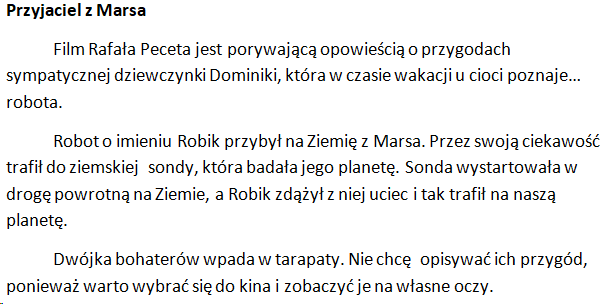 Przyjaciel z Marsa
Film Rafała Peceta jest porywającą opowieścią o przygodach
sympatycznej dziewczynki Dominiki, która w czasie wakacji u cioci poznaje…
robota.
Robot o imieniu Robik przybył na Ziemię z Marsa. Przez swoją ciekawość
trafił do ziemskiej sondy, która badała jego planetę. Sonda wystartowała w
drogę powrotną na Ziemie, a Robik zdążył z niej uciec i tak trafił na naszą
planetę.
Dwójka bohaterów wpada w tarapaty. Nie chcę opisywać ich przygód,
ponieważ warto wybrać się do kina i zobaczyć je na własne oczy.